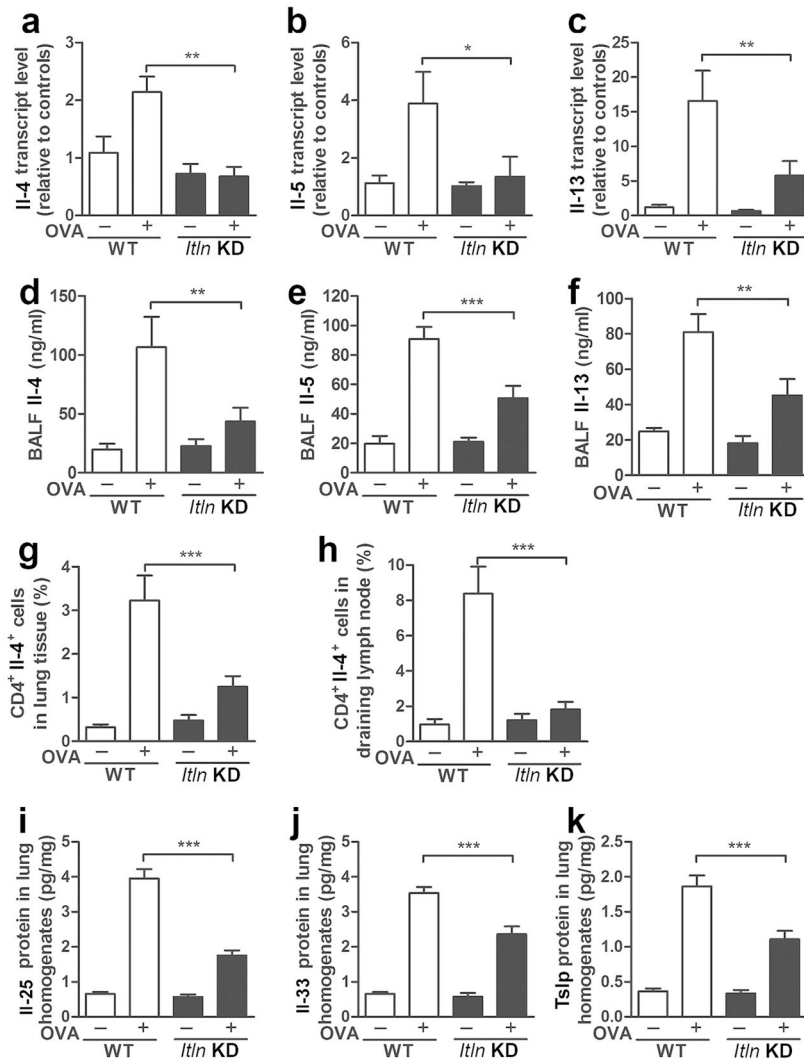 a
Il-4 transcript level
(relative to controls)
3
2
1
0
**
OVA − + − +
WT Itln KD
b
Il-5 transcript level
(relative to controls)
6
4
2
0
*
OVA − + − +
WT Itln KD
c
Il-13 transcript level
(relative to controls)
25
20
15
10
5
0
**
OVA − + − +
WT Itln KD
d
BALF Il-4 (ng/ml)
150
100
50
0
**
OVA − + − +
WT Itln KD
e
BALF Il-5 (ng/ml)
120
100
80
60
40
20
0
***
OVA − + − +
WT Itln KD
f
BALF Il-13 (ng/ml)
100
80
60
40
20
0
**
OVA − + − +
WT Itln KD
g
CD4+ Il-4+ cells
in lung tissue (%)
4
3
2
1
0
***
OVA − + − +
WT Itln KD
h
CD4+ Il-4+ cells in
draining lymph node (%)
10
8
6
4
2
0
***
OVA − + − +
WT Itln KD
i
Il-25 protein in lung
homogenates (pg/mg)
5
4
3
2
1
0
***
OVA − + − +
WT Itln KD
j
Il-33 protein in lung
homogenates (pg/mg)
5
4
3
2
1
0
***
OVA − + − +
WT Itln KD
k
Tslp protein in lung
homogenates (pg/mg)
2.5
2.0
1.5
1.0
0.5
0.0
***
OVA − + − +
WT Itln KD